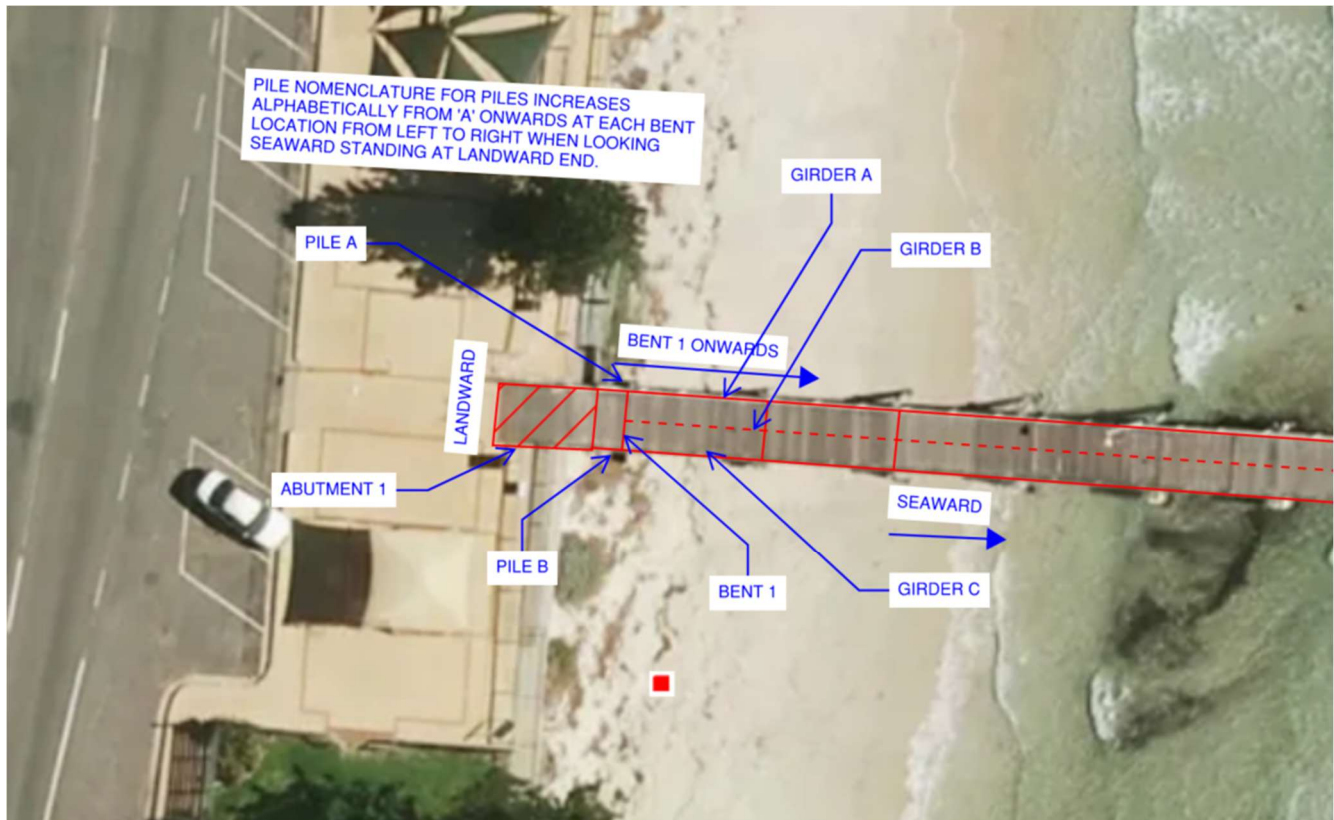 PILE NOMENCLATURE FOR PILES INCREASES
ALPHABETICALLY FROM 'A' ONWARDS AT EACH BENT
LOCATION FROM LEFT TO RIGHT WHEN LOOKING
SEAWARD STANDING AT LANDWARD END.
GIRDER A
PILE A
GIRDER B
BENT 1 ONWARDS
LANDWARD
ABUTMENT 1
SEAWARD
PILE B
BENT 1
GIRDER C